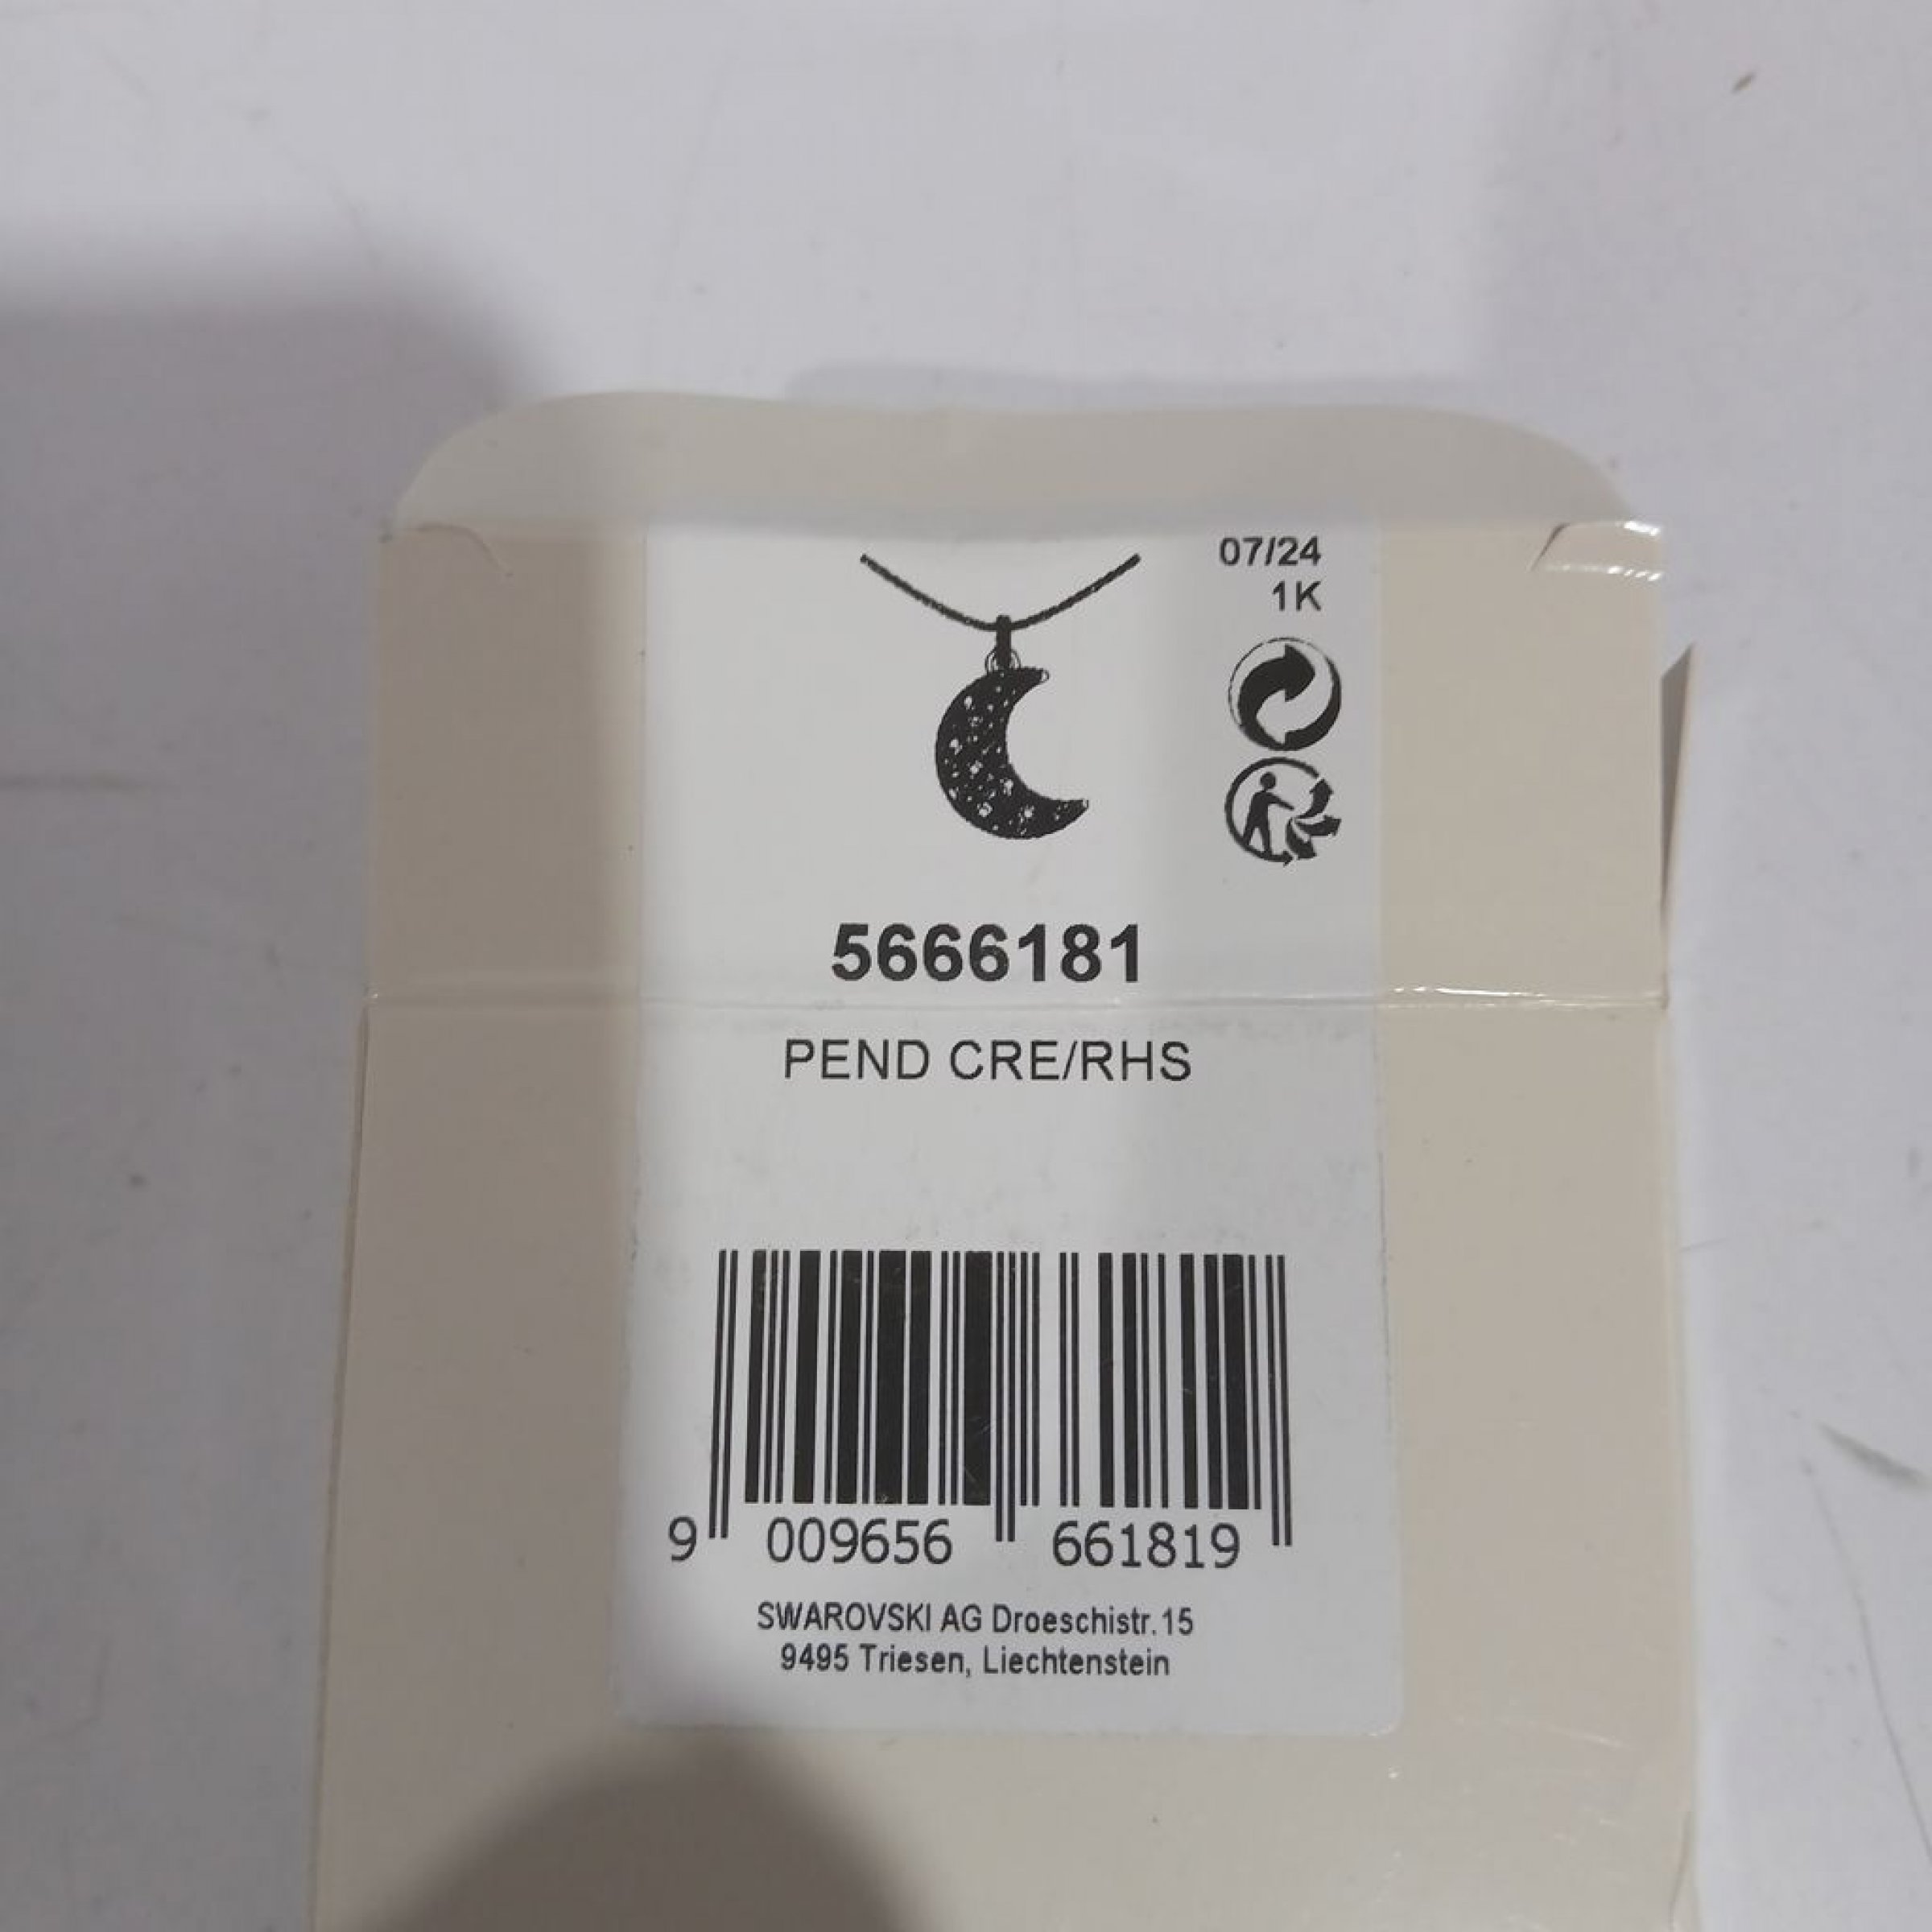 07/24
1K
5666181
PEND CRE/RHS
9 009656 661819
SWAROVSKI AG Droeschistr.15
9495 Triesen, Liechtenstein